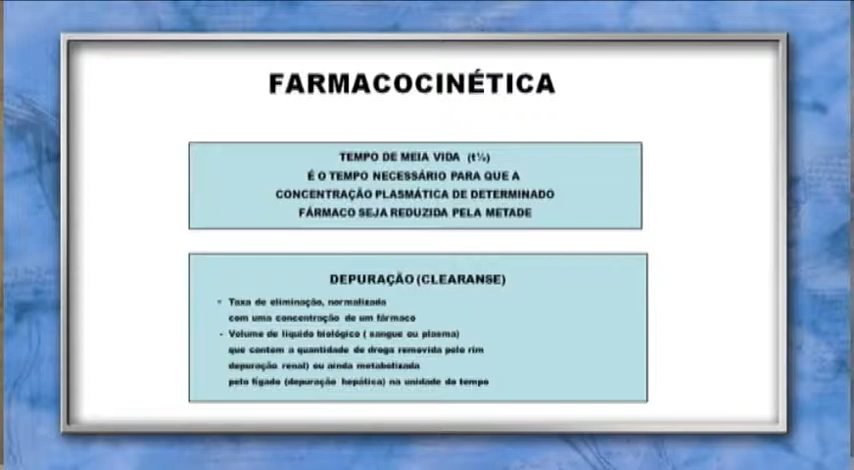 FARMACOCINÉTICA
TEMPO DE MEIA VIDA (t½)
É O TEMPO NECESSÁRIO PARA QUE A
CONCENTRAÇÃO PLASMÁTICA DE DETERMINADO
FÁRMACO SEJA REDUZIDA PELA METADE
DEPURAÇÃO (CLEARANSE)
• Taxa de eliminação, normalizada
com uma concentração de um fármaco
• Volume de líquido biológico ( sangue ou plasma)
que contem a quantidade de droga removida pelo rim
depuração renal) ou ainda metabolizada
pelo fígado (depuração hepática) na unidade do tempo